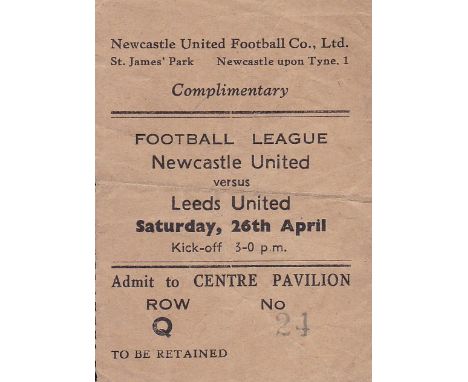 Newcastle United Football Co., Ltd.
St. James' Park Newcastle upon Tyne. 1
Complimentary
FOOTBALL LEAGUE
Newcastle United
versus
Leeds United
Saturday, 26th April
Kick-off 3-0 p.m.
Admit to CENTRE PAVILION
ROW No
Q 24
TO BE RETAINED